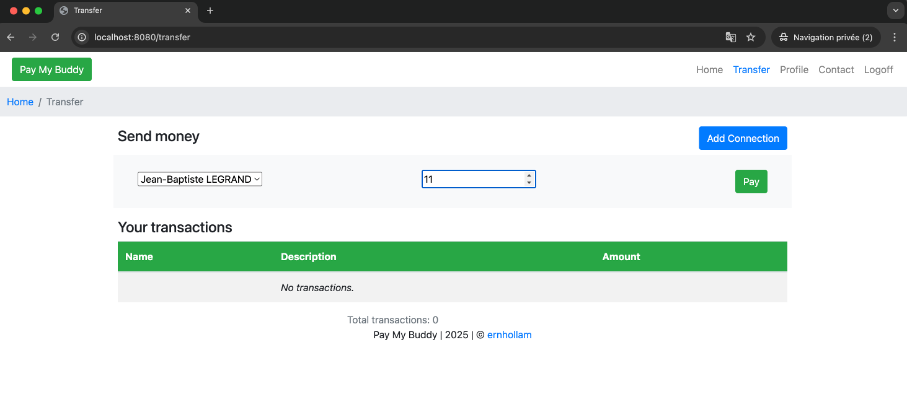 Transfer
localhost:8080/transfer
Navigation privée (2)
Pay My Buddy
Home Transfer Profile Contact Logoff
Home / Transfer
Send money
Add Connection
Jean-Baptiste LEGRAND
11
Pay
Your transactions
Name Description Amount
No transactions.
Total transactions: 0
Pay My Buddy | 2025 | © ernhollam